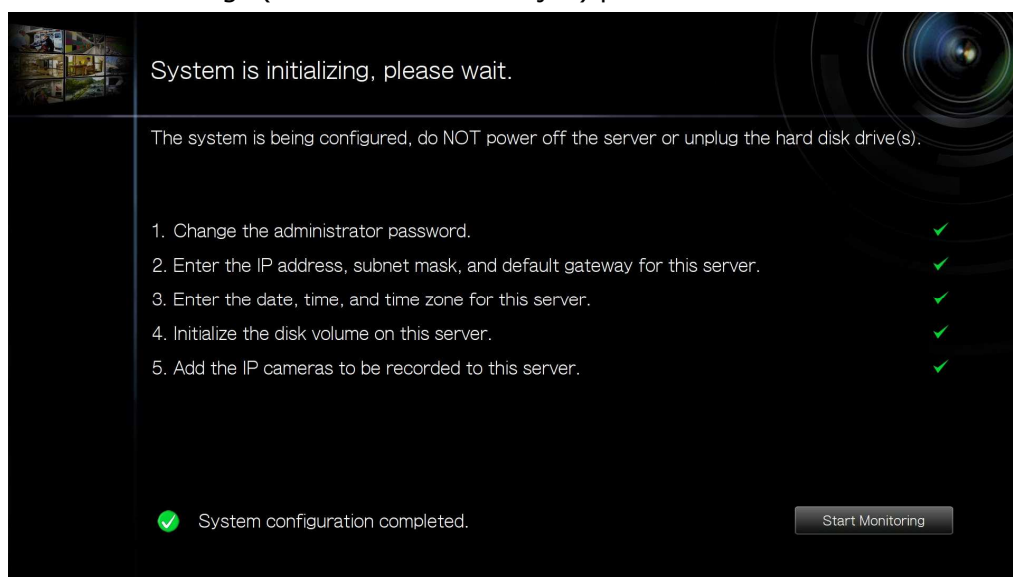 System is initializing, please wait.
The system is being configured, do NOT power off the server or unplug the hard disk drive(s).
1. Change the administrator password.
2. Enter the IP address, subnet mask, and default gateway for this server.
3. Enter the date, time, and time zone for this server.
4. Initialize the disk volume on this server.
5. Add the IP cameras to be recorded to this server.
System configuration completed.
Start Monitoring